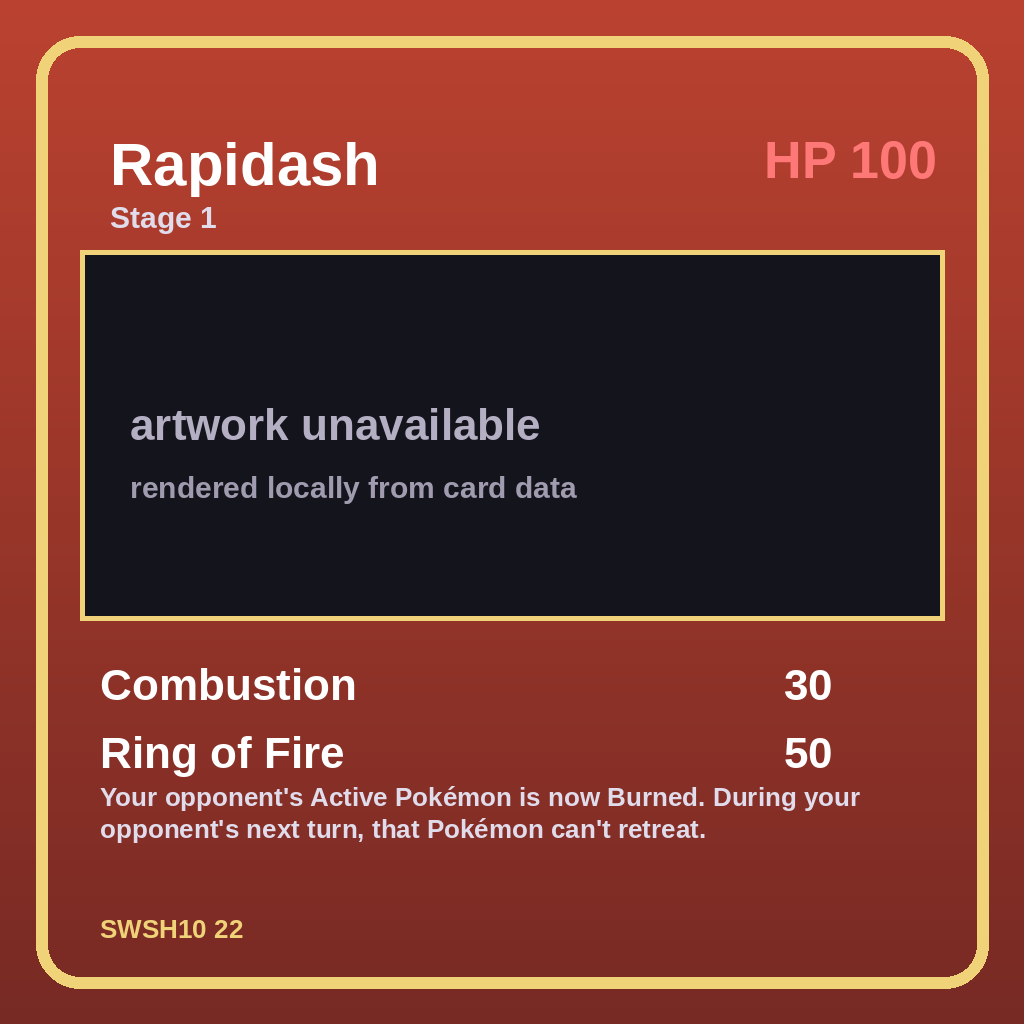 Rapidash
HP 100
Stage 1
artwork unavailable
rendered locally from card data
Combustion 30
Ring of Fire 50
Your opponent's Active Pokémon is now Burned. During your
opponent's next turn, that Pokémon can't retreat.
SWSH10 22